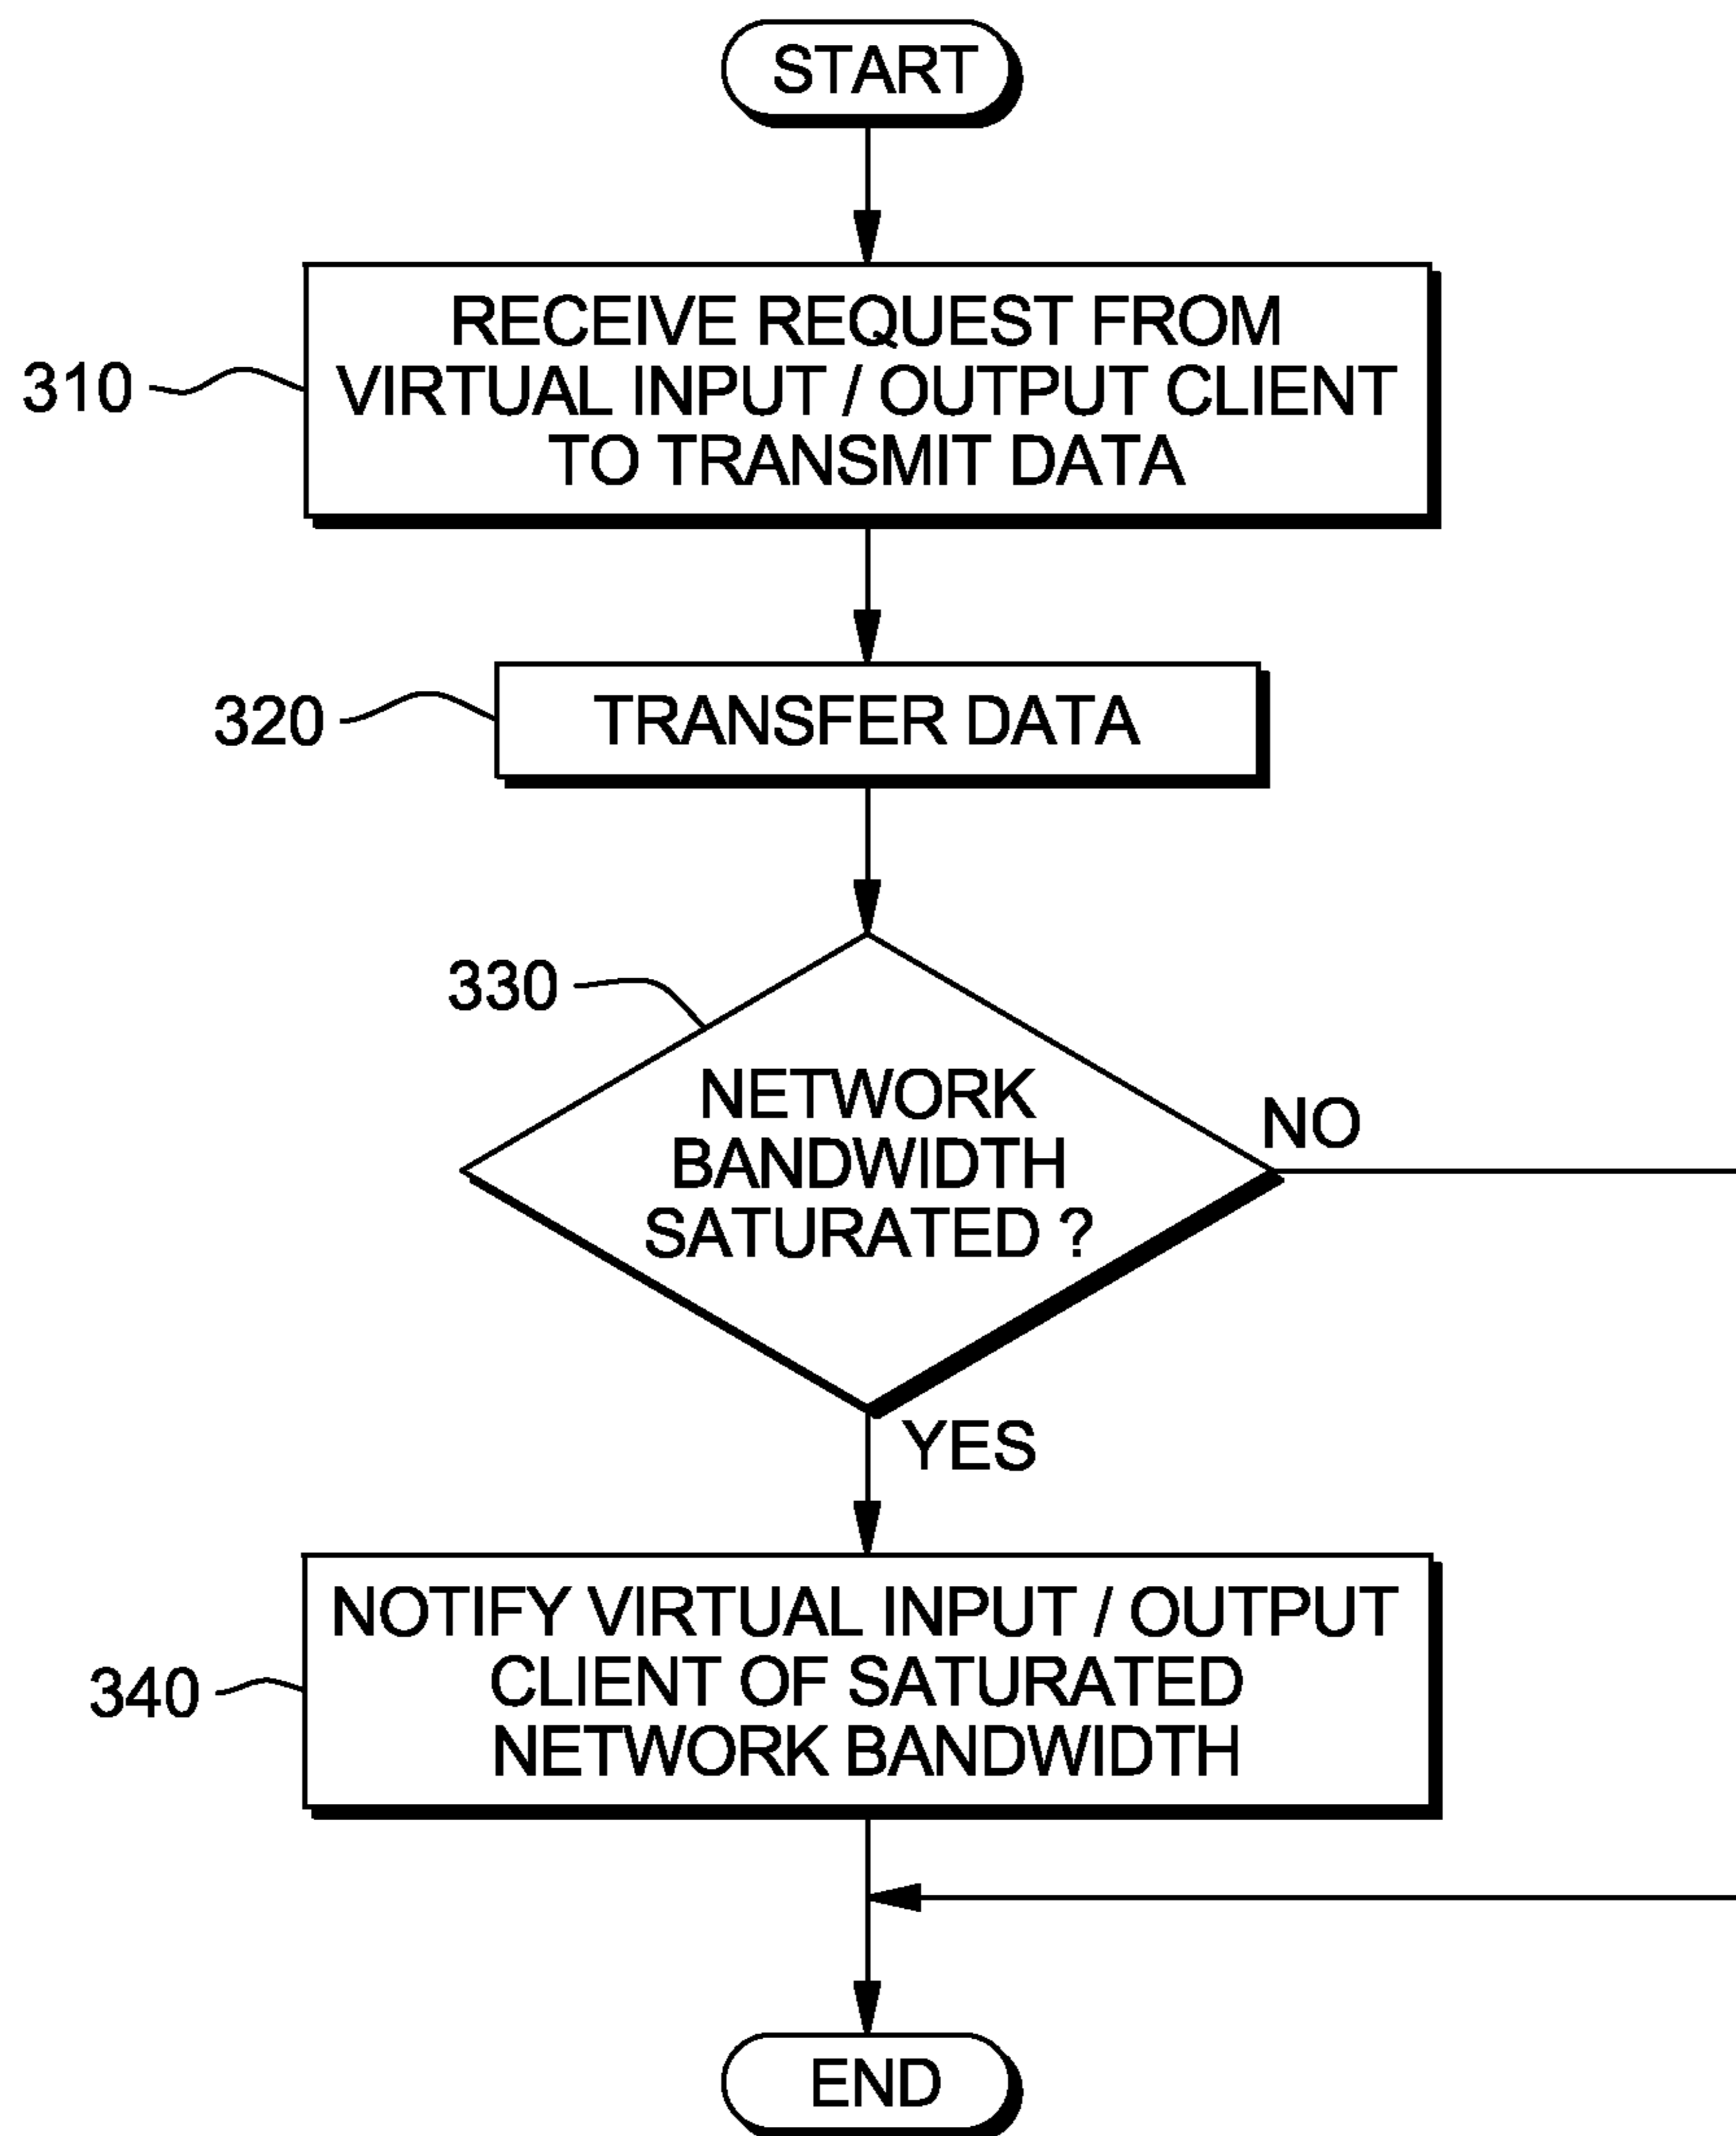 START
RECEIVE REQUEST FROM
VIRTUAL INPUT / OUTPUT CLIENT
TO TRANSMIT DATA
310
TRANSFER DATA
320
330
NETWORK
BANDWIDTH
SATURATED ?
NO
YES
NOTIFY VIRTUAL INPUT / OUTPUT
CLIENT OF SATURATED
NETWORK BANDWIDTH
340
END